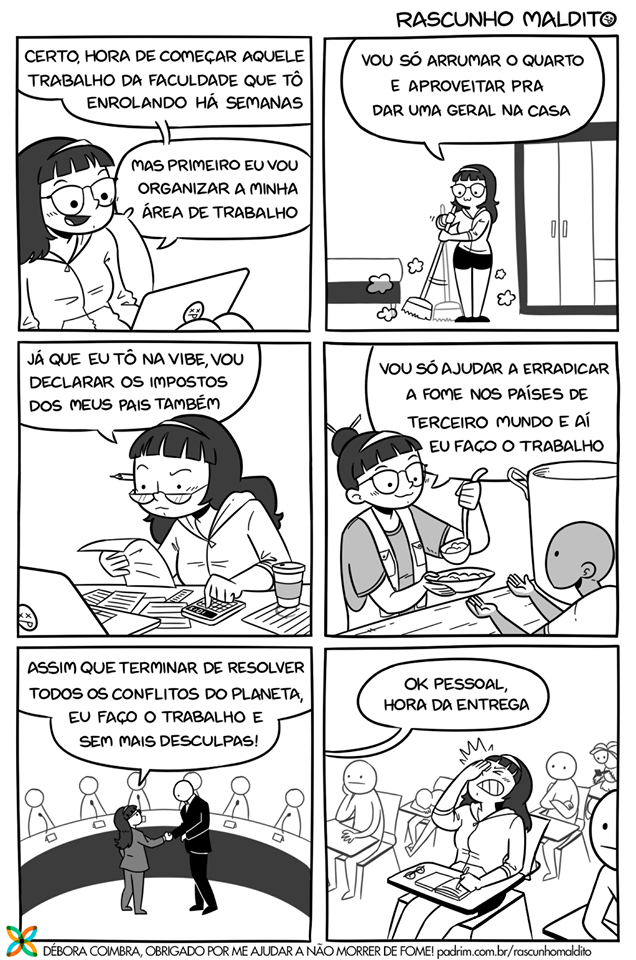 RASCUNHO MALDITO
CERTO, HORA DE COMEÇAR AQUELE
TRABALHO DA FACULDADE QUE TÔ
ENROLANDO HÁ SEMANAS
MAS PRIMEIRO EU VOU
ORGANIZAR A MINHA
ÁREA DE TRABALHO
VOU SÓ ARRUMAR O QUARTO
E APROVEITAR PRA
DAR UMA GERAL NA CASA
JÁ QUE EU TÔ NA VIBE, VOU
DECLARAR OS IMPOSTOS
DOS MEUS PAIS TAMBÉM
VOU SÓ AJUDAR A ERRADICAR
A FOME NOS PAÍSES DE
TERCEIRO MUNDO E AÍ
EU FAÇO O TRABALHO
ASSIM QUE TERMINAR DE RESOLVER
TODOS OS CONFLITOS DO PLANETA,
EU FAÇO O TRABALHO E
SEM MAIS DESCULPAS!
OK PESSOAL,
HORA DA ENTREGA
DÉBORA COIMBRA, OBRIGADO POR ME AJUDAR A NÃO MORRER DE FOME! padrim.com.br/rascunhomaldito